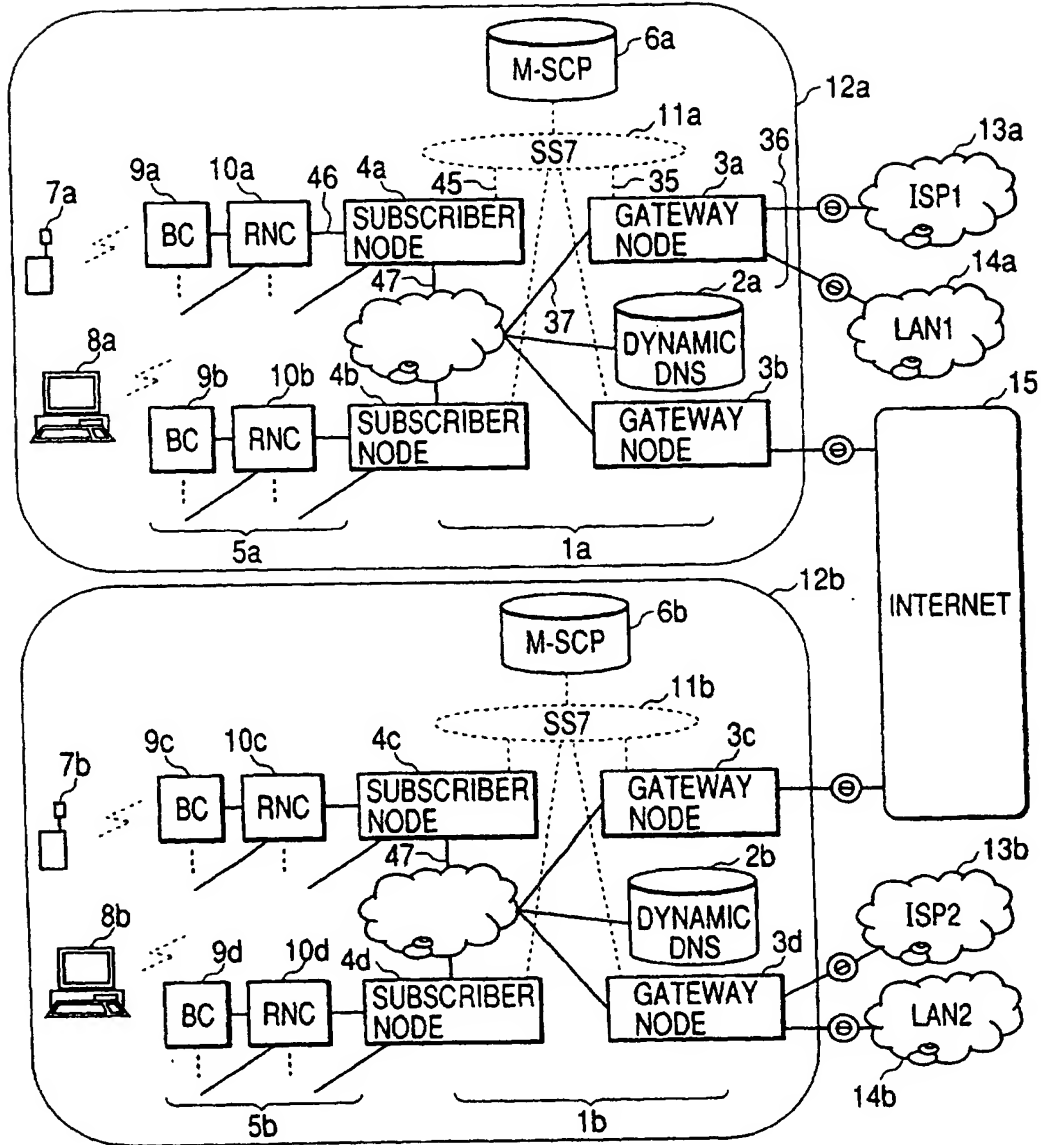 6a
M-SCP
12a
11a
36
13a
SS7
9a
10a
46
4a
45
35
3a
7a
ISP1
BC
RNC
SUBSCRIBER
NODE
GATEWAY
NODE
14a
47
37
2a
LAN1
8a
DYNAMIC
DNS
9b
10b
4b
3b
15
BC
RNC
SUBSCRIBER
NODE
GATEWAY
NODE
5a
1a
INTERNET
12b
6b
M-SCP
11b
SS7
9c
10c
4c
3c
7b
BC
RNC
SUBSCRIBER
NODE
GATEWAY
NODE
47
2b
13b
DYNAMIC
DNS
ISP2
8b
9d
10d
4d
3d
BC
RNC
SUBSCRIBER
NODE
GATEWAY
NODE
LAN2
14b
5b
1b